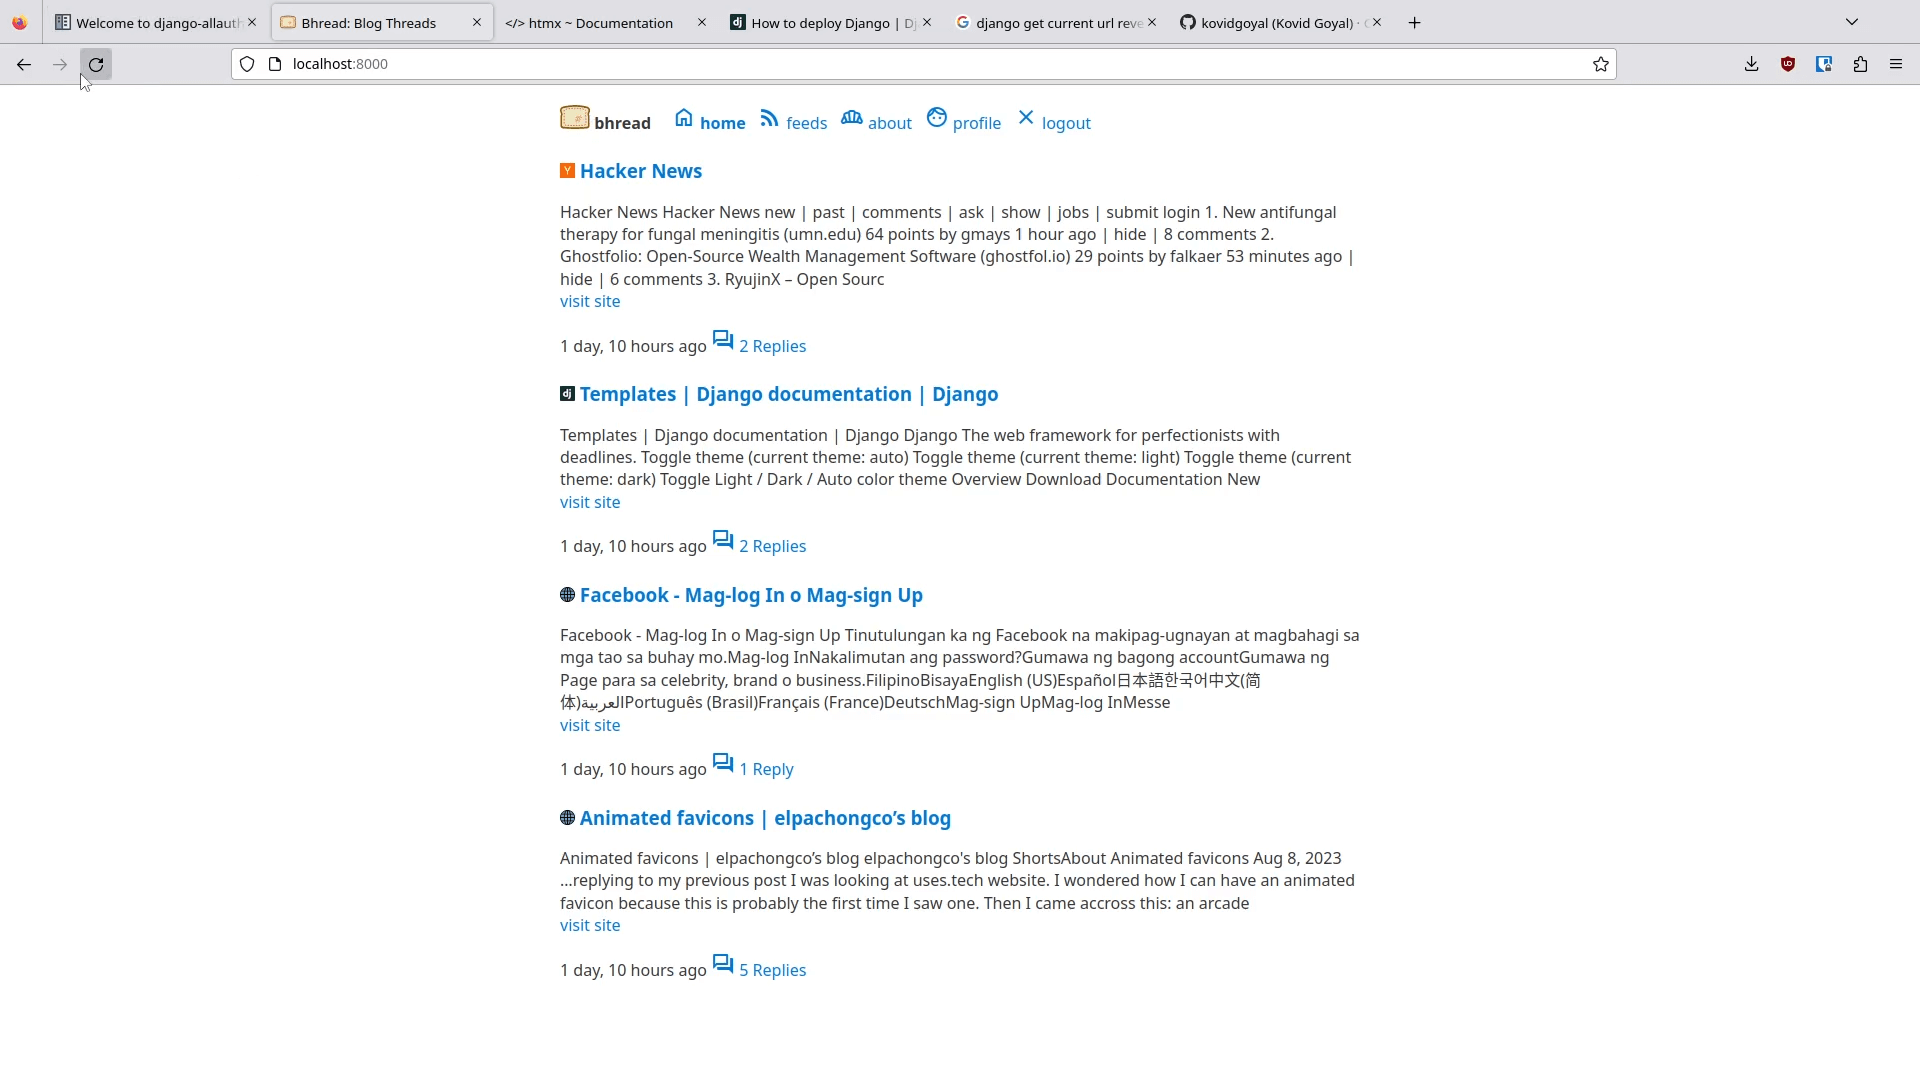 Welcome to django-allauth
Bhread: Blog Threads
</> htmx ~ Documentation
How to deploy Django | Dj
django get current url reve
kovidgoyal (Kovid Goyal) ·
localhost:8000
bhread home feeds about profile logout
Hacker News
Hacker News Hacker News new | past | comments | ask | show | jobs | submit login 1. New antifungal
therapy for fungal meningitis (umn.edu) 64 points by gmays 1 hour ago | hide | 8 comments 2.
Ghostfolio: Open-Source Wealth Management Software (ghostfol.io) 29 points by falkaer 53 minutes ago |
hide | 6 comments 3. RyujinX – Open Sourc
visit site
1 day, 10 hours ago 2 Replies
Templates | Django documentation | Django
Templates | Django documentation | Django Django The web framework for perfectionists with
deadlines. Toggle theme (current theme: auto) Toggle theme (current theme: light) Toggle theme (current
theme: dark) Toggle Light / Dark / Auto color theme Overview Download Documentation New
visit site
1 day, 10 hours ago 2 Replies
Facebook - Mag-log In o Mag-sign Up
Facebook - Mag-log In o Mag-sign Up Tinutulungan ka ng Facebook na makipag-ugnayan at magbahagi sa
mga tao sa buhay mo.Mag-log InNakalimutan ang password?Gumawa ng bagong accountGumawa ng
Page para sa celebrity, brand o business.FilipinoBisayaEnglish (US)Español日本語한국어中文(简
体)العربيةPortuguês (Brasil)Français (France)DeutschMag-sign UpMag-log InMesse
visit site
1 day, 10 hours ago 1 Reply
Animated favicons | elpachongco’s blog
Animated favicons | elpachongco’s blog elpachongco's blog ShortsAbout Animated favicons Aug 8, 2023
…replying to my previous post I was looking at uses.tech website. I wondered how I can have an animated
favicon because this is probably the first time I saw one. Then I came accross this: an arcade
visit site
1 day, 10 hours ago 5 Replies